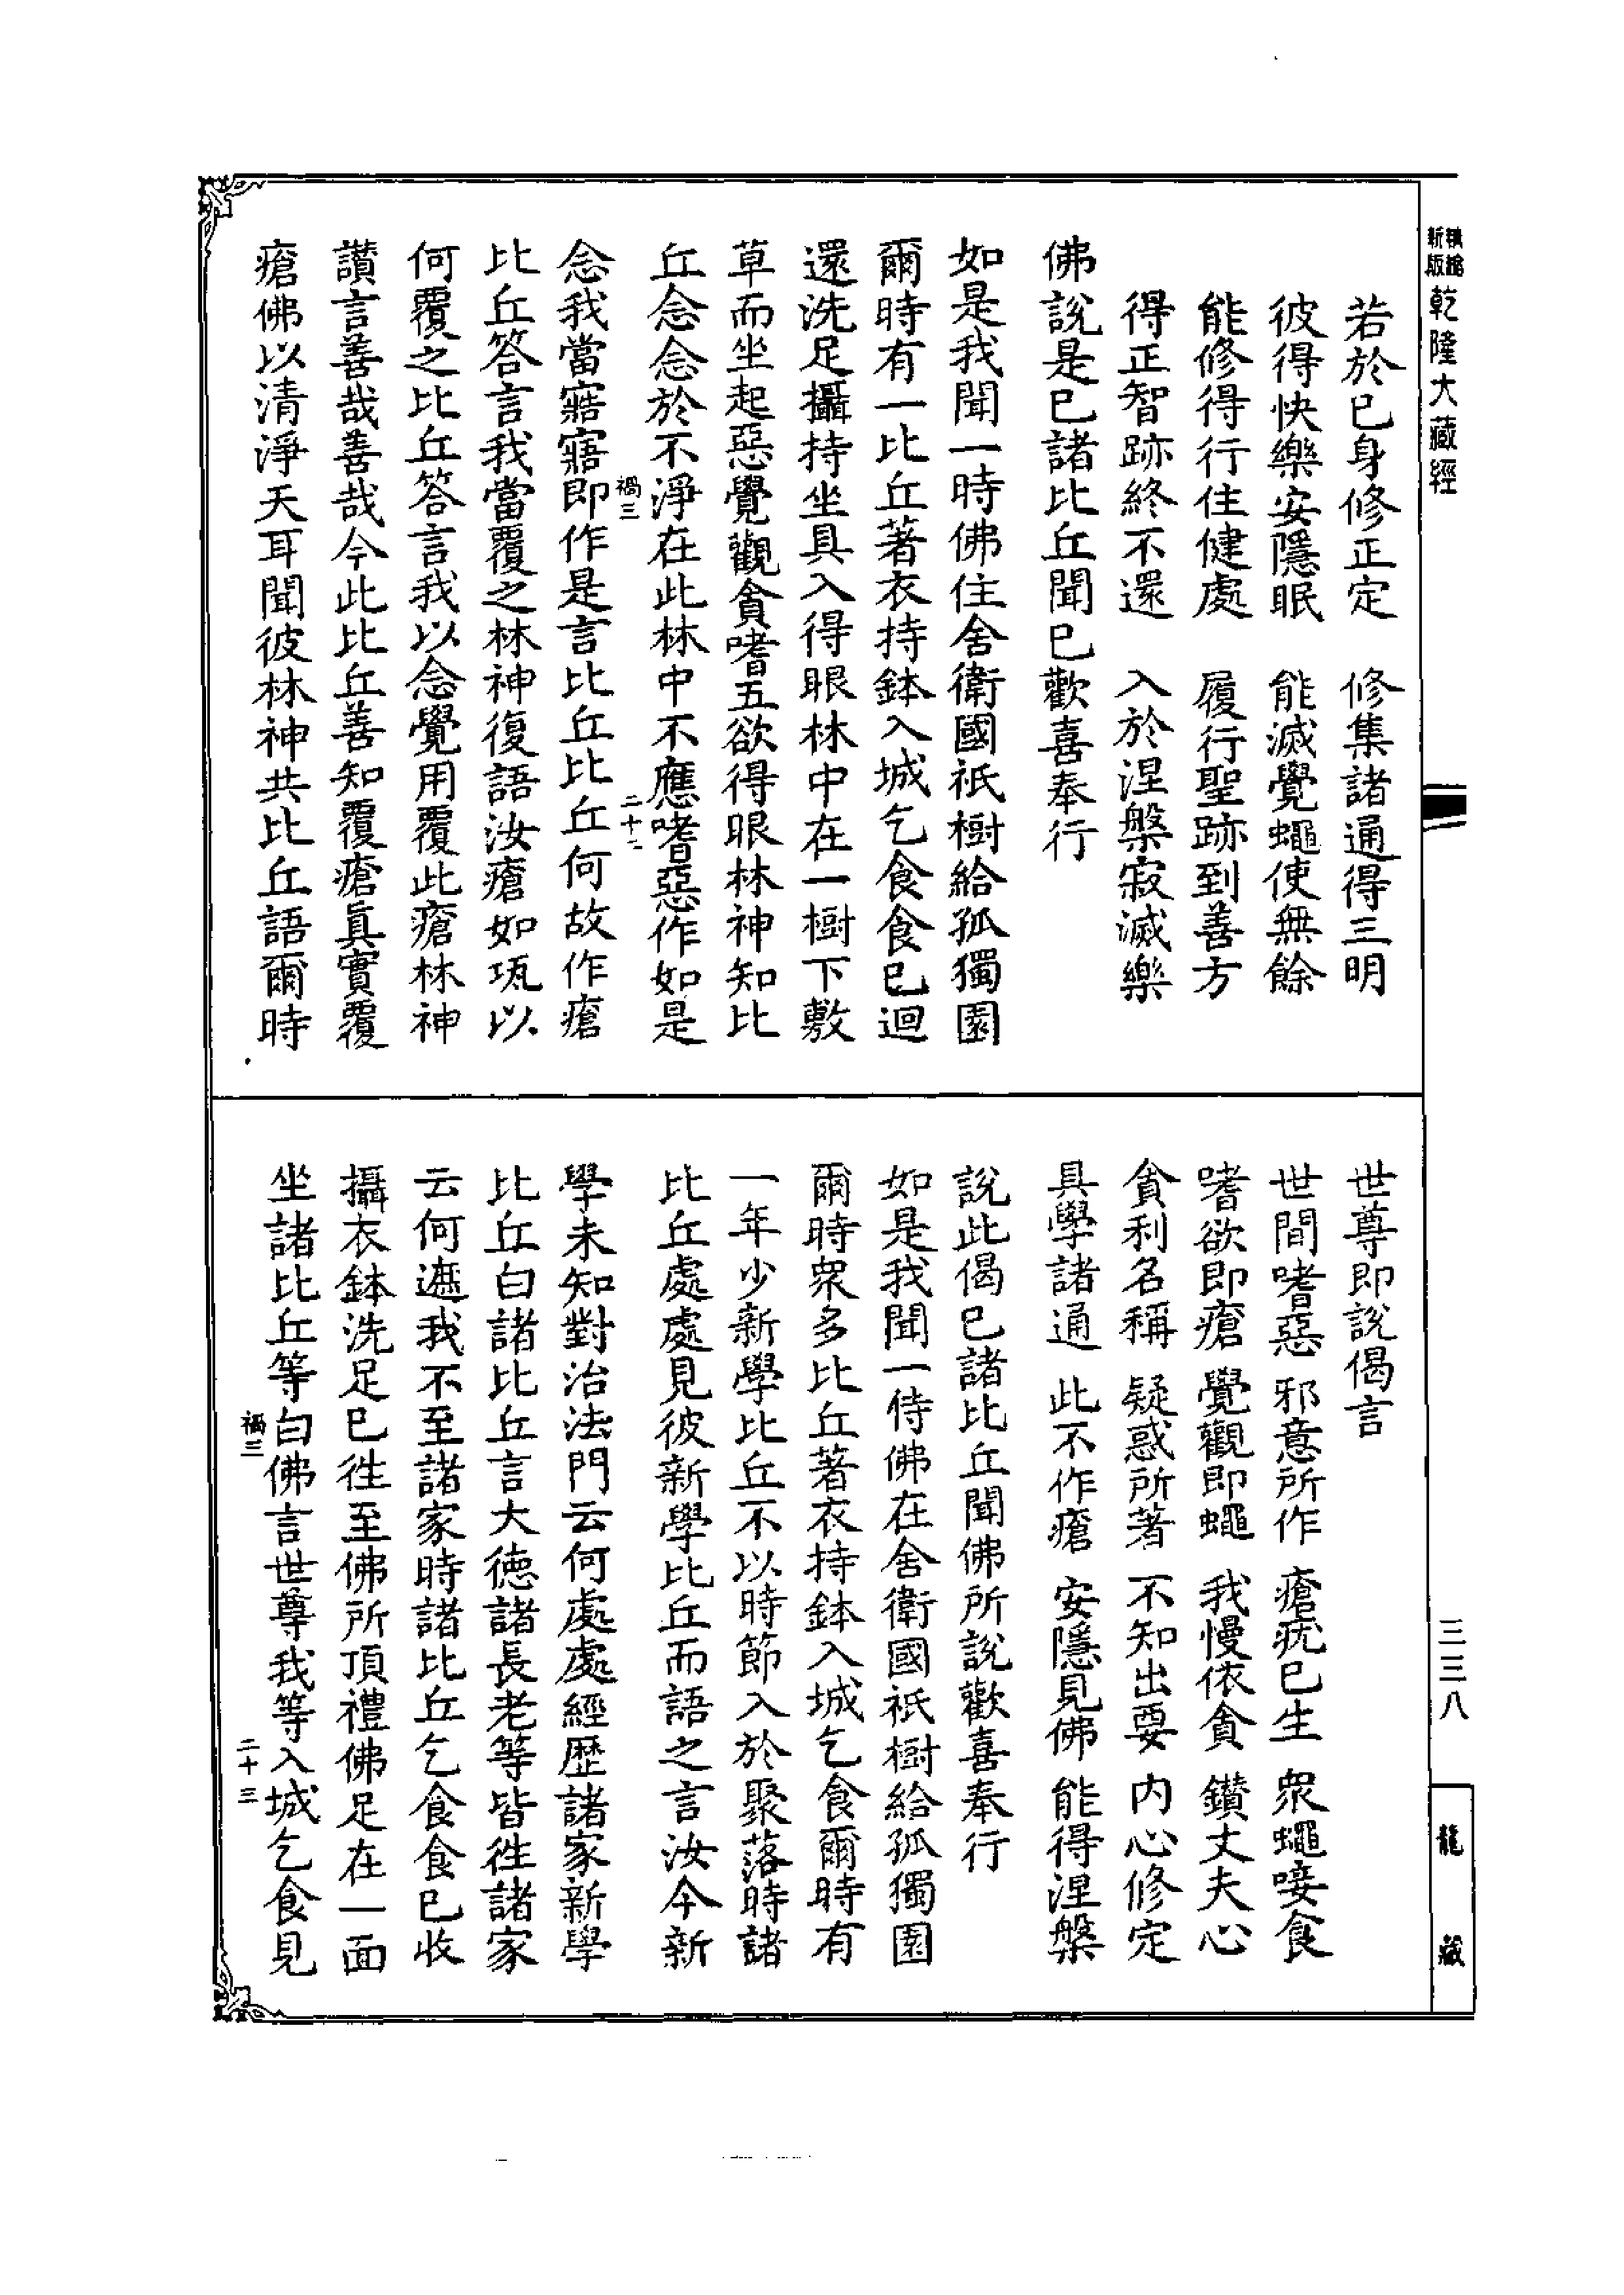 新版
精縮
乾隆大藏經
若於已身修正定　修集諸通得三明
彼得快樂安隱眠　能滅覺蠅使無餘
能修得行住健處　履行聖跡到善方
得正智跡終不還　入於涅槃寂滅樂
佛說是已諸比丘聞已歡喜奉行
如是我聞一時佛住舍衛國祇樹給孤獨園
爾時有一比丘著衣持鉢入城乞食食已迴
還洗足攝持坐具入得眼林中在一樹下敷
草而坐起惡覺觀貪嗜五欲得眼林神知比
丘念念於不淨在此林中不應嗜惡作如是
禍三
二十二
念我當寤寤即作是言比丘比丘何故作瘡
比丘答言我當覆之林神復語汝瘡如瓨以
何覆之比丘答言我以念覺用覆此瘡林神
讚言善哉善哉今此比丘善知覆瘡真實覆
瘡佛以清淨天耳聞彼林神共比丘語爾時
世尊即說偈言
世間嗜惡　邪意所作　瘡疣已生　眾蠅唼食
嗜欲即瘡　覺觀即蠅　我慢依貪　鑽丈夫心
貪利名稱　疑惑所著　不知出要　內心修定
具學諸通　此不作瘡　安隱見佛　能得涅槃
說此偈已諸比丘聞佛所說歡喜奉行
如是我聞一侍佛在舍衛國祇樹給孤獨園
爾時眾多比丘著衣持鉢入城乞食爾時有
一年少新學比丘不以時節入於聚落時諸
比丘處處見彼新學比丘而語之言汝今新
學未知對治法門云何處處經歷諸家新學
比丘白諸比丘言大德諸長老等皆往諸家
云何遮我不至諸家時諸比丘乞食食已收
攝衣鉢洗足已往至佛所頂禮佛足在一面
坐諸比丘等白佛言世尊我等入城乞食見
禍三
二十三
三三八
龍藏